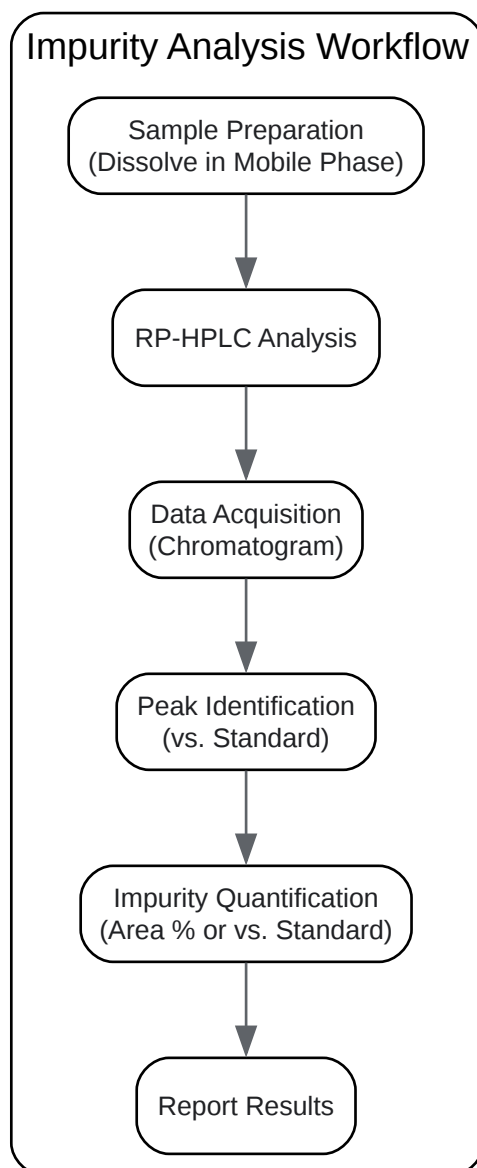 Impurity Analysis Workflow
Sample Preparation
(Dissolve in Mobile Phase)
RP-HPLC Analysis
Data Acquisition
(Chromatogram)
Peak Identification
(vs. Standard)
Impurity Quantification
(Area % or vs. Standard)
Report Results